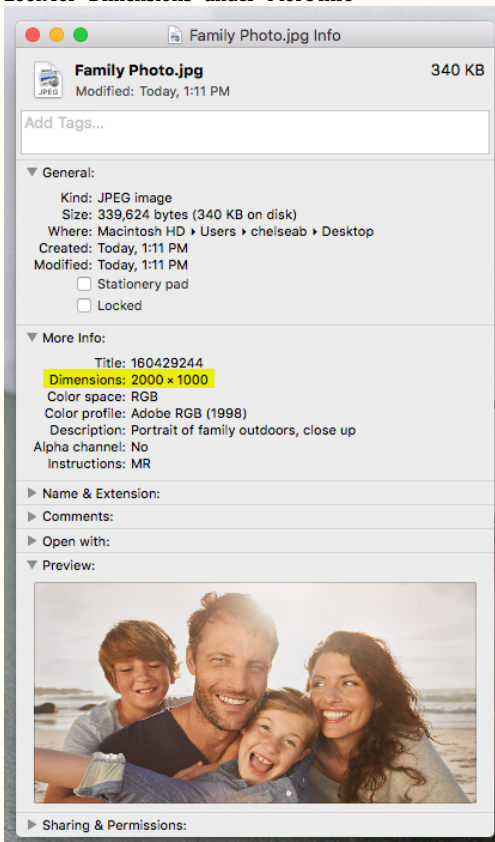 Family Photo.jpg Info
Family Photo.jpg 340 KB
Modified: Today, 1:11 PM
JPEG
Add Tags...
General:
Kind: JPEG image
Size: 339,624 bytes (340 KB on disk)
Where: Macintosh HD ▸ Users ▸ chelseab ▸ Desktop
Created: Today, 1:11 PM
Modified: Today, 1:11 PM
Stationery pad
Locked
More Info:
Title: 160429244
Dimensions: 2000 × 1000
Color space: RGB
Color profile: Adobe RGB (1998)
Description: Portrait of family outdoors, close up
Alpha channel: No
Instructions: MR
Name & Extension:
Comments:
Open with:
Preview:
Sharing & Permissions: